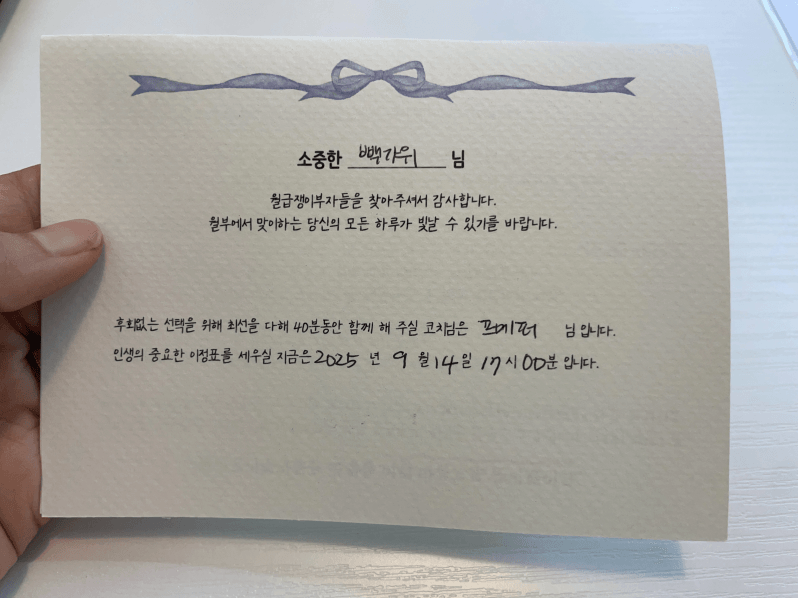 소중한 빽가위 님
월급쟁이부자들을 찾아주셔서 감사합니다.
월부에서 맞이하는 당신의 모든 하루가 빛날 수 있기를 바랍니다.
후회없는 선택을 위해 최선을 다해 40분동안 함께 해 주실 코치님은 프메퍼 님 입니다.
인생의 중요한 이정표를 세우실 지금은 2025 년 9 월 14 일 17 시 00 분 입니다.